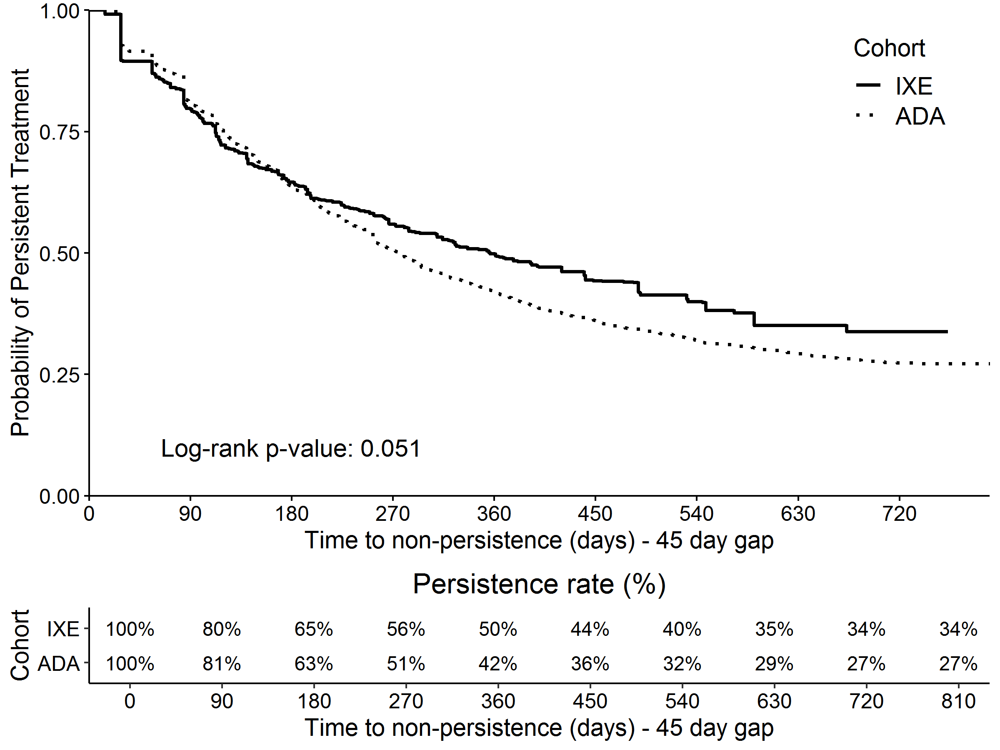 1.00
0.75
0.50
0.25
0.00
Probability of Persistent Treatment
Cohort
IXE
ADA
Log-rank p-value: 0.051
0 90 180 270 360 450 540 630 720
Time to non-persistence (days) - 45 day gap
Persistence rate (%)
Cohort
IXE 100% 80% 65% 56% 50% 44% 40% 35% 34% 34%
ADA 100% 81% 63% 51% 42% 36% 32% 29% 27% 27%
0 90 180 270 360 450 540 630 720 810
Time to non-persistence (days) - 45 day gap